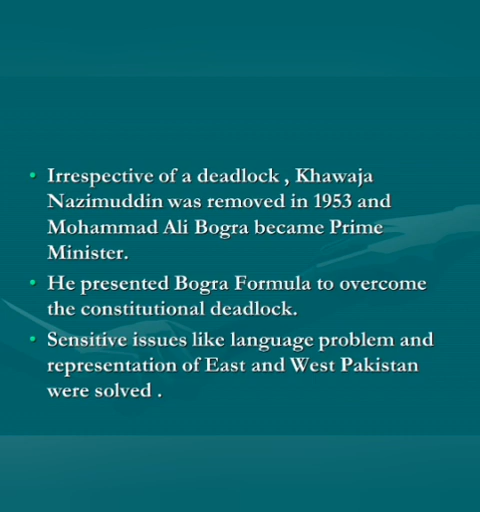 • Irrespective of a deadlock , Khawaja
Nazimuddin was removed in 1953 and
Mohammad Ali Bogra became Prime
Minister.
• He presented Bogra Formula to overcome
the constitutional deadlock.
• Sensitive issues like language problem and
representation of East and West Pakistan
were solved .